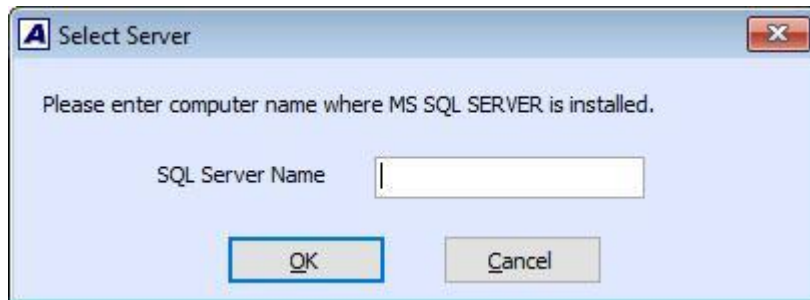 A Select Server
Please enter computer name where MS SQL SERVER is installed.
SQL Server Name
OK Cancel